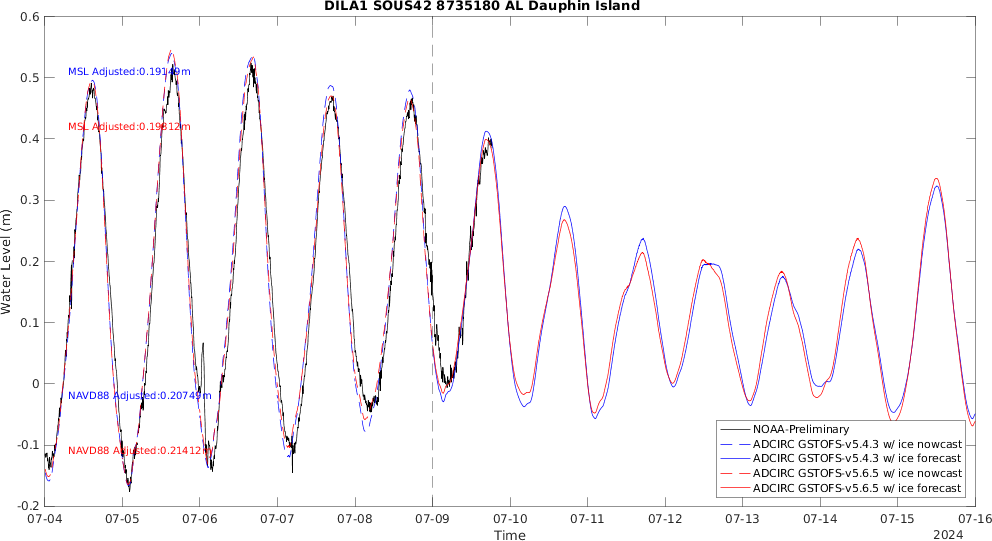 DILA1 SOUS42 8735180 AL Dauphin Island
0.6
0.5
0.4
0.3
0.2
0.1
0
-0.1
-0.2
Water Level (m)
MSL Adjusted:0.19149m
MSL Adjusted:0.19812m
NAVD88 Adjusted:0.20749m
NAVD88 Adjusted:0.21412m
NOAA-Preliminary
ADCIRC GSTOFS-v5.4.3 w/ ice nowcast
ADCIRC GSTOFS-v5.4.3 w/ ice forecast
ADCIRC GSTOFS-v5.6.5 w/ ice nowcast
ADCIRC GSTOFS-v5.6.5 w/ ice forecast
07-04 07-05 07-06 07-07 07-08 07-09 07-10 07-11 07-12 07-13 07-14 07-15 07-16
Time
2024